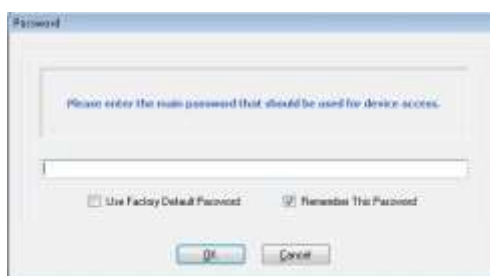 Password
Please enter the main password that should be used for device access.
Use Factory Default Password
Remember This Password
OK
Cancel